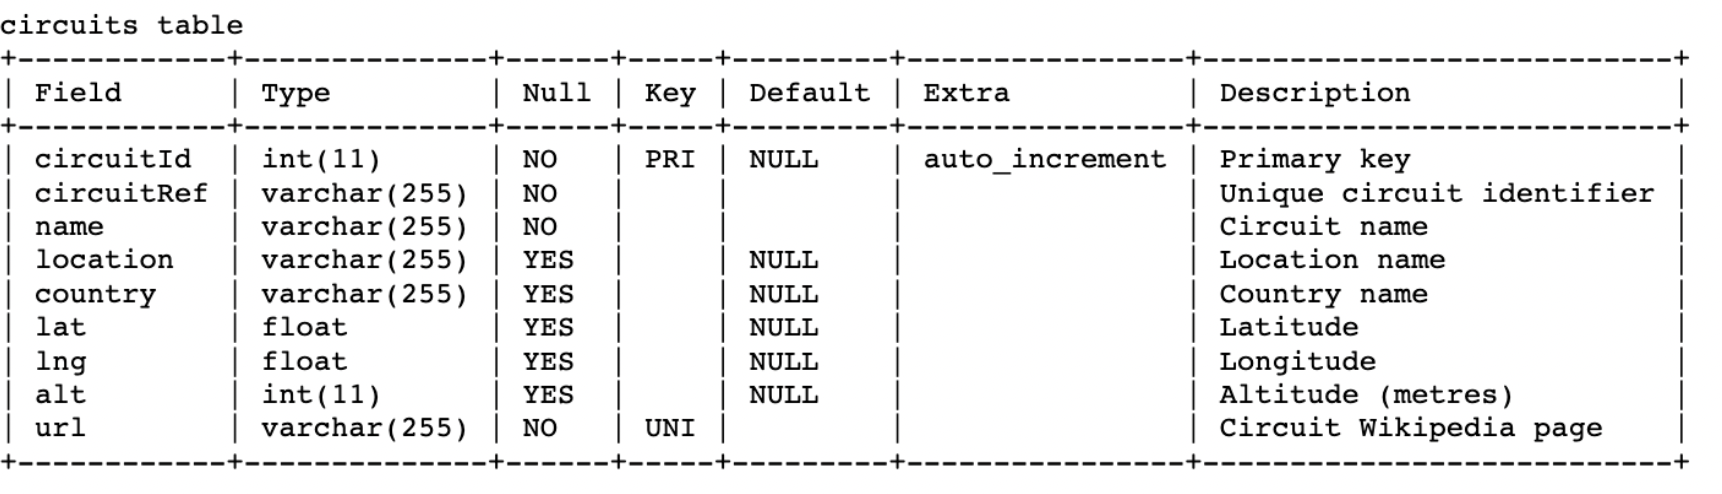 circuits table
+------------+--------------+------+-----+---------+----------------+---------------------------+
| Field      | Type         | Null | Key | Default | Extra          | Description               |
+------------+--------------+------+-----+---------+----------------+---------------------------+
| circuitId  | int(11)      | NO   | PRI | NULL    | auto_increment | Primary key               |
| circuitRef | varchar(255) | NO   |     |         |                | Unique circuit identifier |
| name       | varchar(255) | NO   |     |         |                | Circuit name              |
| location   | varchar(255) | YES  |     | NULL    |                | Location name             |
| country    | varchar(255) | YES  |     | NULL    |                | Country name              |
| lat        | float        | YES  |     | NULL    |                | Latitude                  |
| lng        | float        | YES  |     | NULL    |                | Longitude                 |
| alt        | int(11)      | YES  |     | NULL    |                | Altitude (metres)         |
| url        | varchar(255) | NO   | UNI |         |                | Circuit Wikipedia page    |
+------------+--------------+------+-----+---------+----------------+---------------------------+